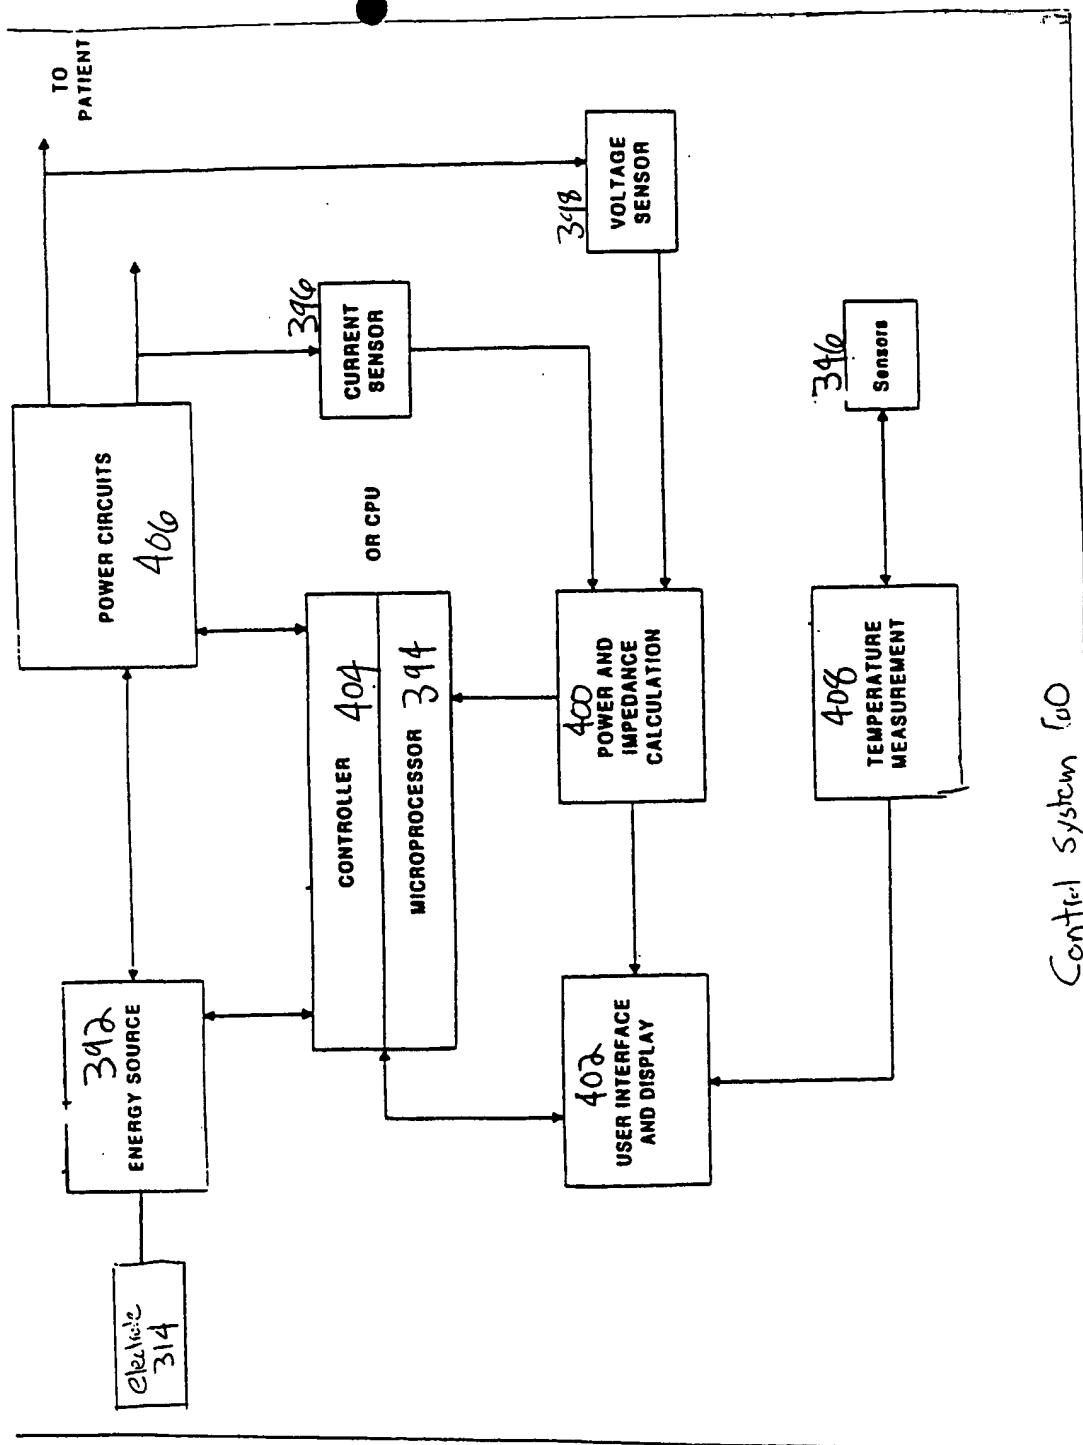 electrode
314
392
ENERGY SOURCE
POWER CIRCUITS
406
TO
PATIENT
CONTROLLER 404
MICROPROCESSOR 394
OR CPU
396
CURRENT
SENSOR
398
VOLTAGE
SENSOR
402
USER INTERFACE
AND DISPLAY
400
POWER AND
IMPEDANCE
CALCULATION
408
TEMPERATURE
MEASUREMENT
346
Sensors
Control system